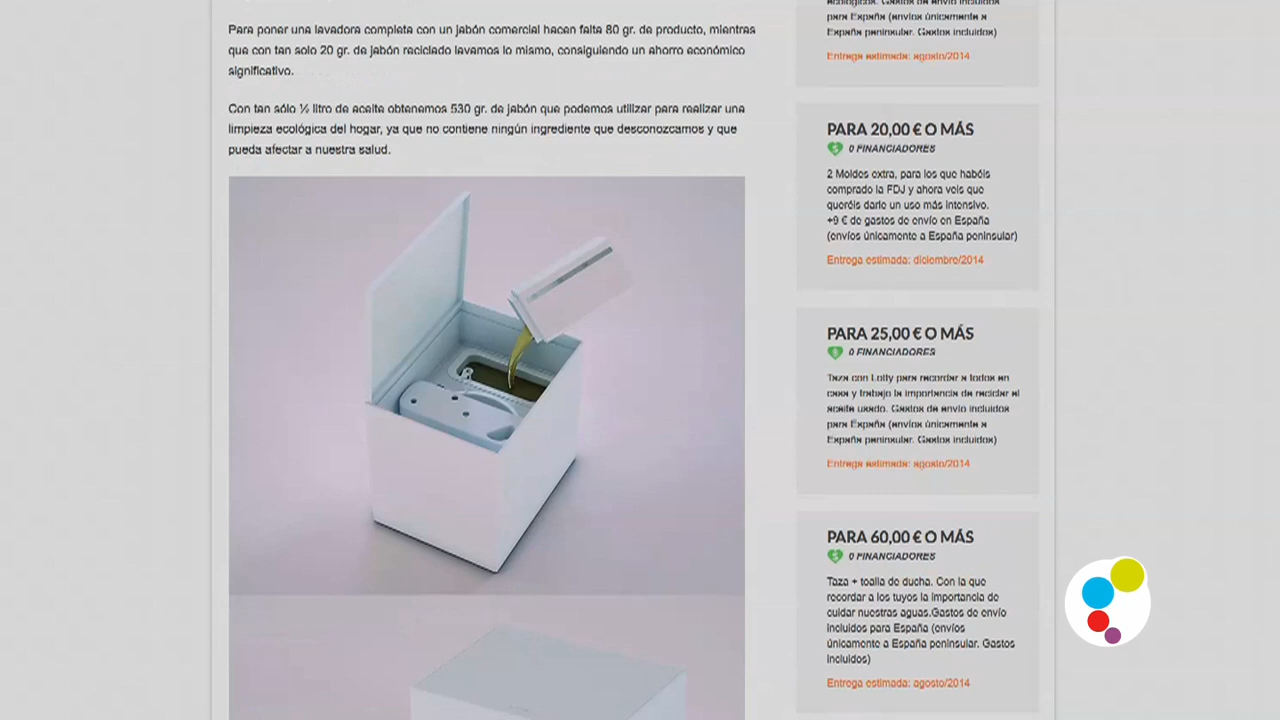 Para poner una lavadora completa con un jabón comercial hacen falta 80 gr. de producto, mientras
que con tan solo 20 gr. de jabón reciclado lavamos lo mismo, consiguiendo un ahorro económico
significativo.
Con tan sólo ½ litro de aceite obtenemos 530 gr. de jabón que podemos utilizar para realizar una
limpieza ecológica del hogar, ya que no contiene ningún ingrediente que desconozcamos y que
pueda afectar a nuestra salud.
ecológicos. Gastos de envío incluidos
para España (envíos únicamente a
España peninsular. Gastos incluidos)
Entrega estimada: agosto/2014
PARA 20,00 € O MÁS
0 FINANCIADORES
2 Moldes extra, para los que habéis
comprado la FDJ y ahora veis que
queréis darle un uso más intensivo.
+9 € de gastos de envío en España
(envíos únicamente a España peninsular)
Entrega estimada: diciembre/2014
PARA 25,00 € O MÁS
0 FINANCIADORES
Taza con Lolly para recordar a todos en
casa y trabajo la importancia de reciclar el
aceite usado. Gastos de envío incluidos
para España (envíos únicamente a
España peninsular. Gastos incluidos)
Entrega estimada: agosto/2014
PARA 60,00 € O MÁS
0 FINANCIADORES
Taza + toalla de ducha. Con la que
recordar a los tuyos la importancia de
cuidar nuestras aguas.Gastos de envío
incluidos para España (envíos
únicamente a España peninsular. Gastos
incluidos)
Entrega estimada: agosto/2014